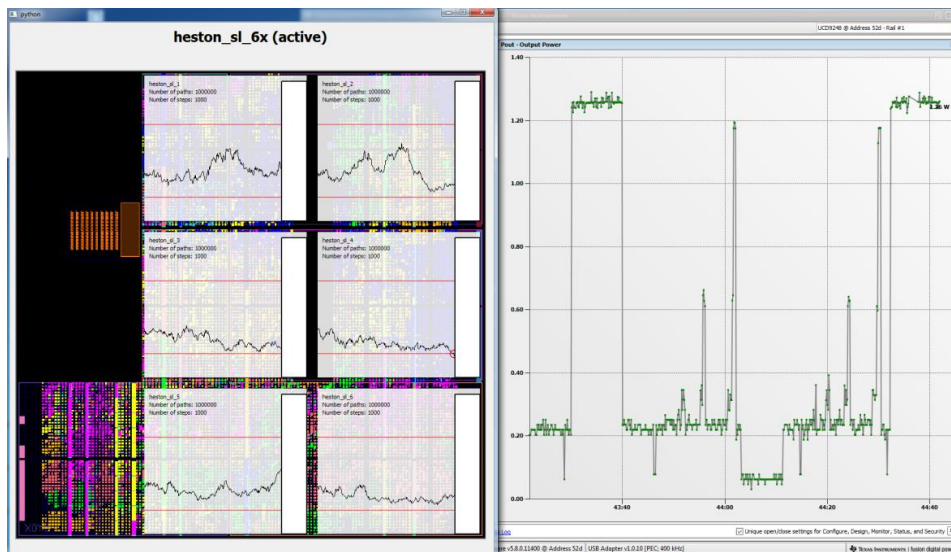 python
heston_sl_6x (active)
heston_sl_1
Number of paths: 1000000
Number of steps: 1000
heston_sl_2
Number of paths: 1000000
Number of steps: 1000
heston_sl_3
Number of paths: 1000000
Number of steps: 1000
heston_sl_4
Number of paths: 1000000
Number of steps: 1000
heston_sl_5
Number of paths: 1000000
Number of steps: 1000
heston_sl_6
Number of paths: 1000000
Number of steps: 1000
UCD9248 @ Address 52d - Rail #1
Pout - Output Power
1.40
1.20
1.00
0.80
0.60
0.40
0.20
0.00
43:40
44:00
44:20
44:40
Log
Unique open/close settings for Configure, Design, Monitor, Status, and Security
v5.8.0.11400 @ Address 52d
USB Adapter v1.0.10 [PEC; 400 kHz]
TEXAS INSTRUMENTS
fusion digital